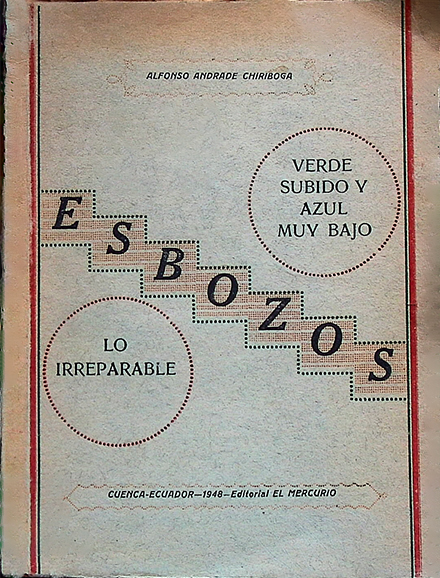 ALFONSO ANDRADE CHIRIBOGA
VERDE
SUBIDO Y
AZUL
MUY BAJO
ESBOZOS
LO
IRREPARABLE
CUENCA-ECUADOR—1948—Editorial EL MERCURIO